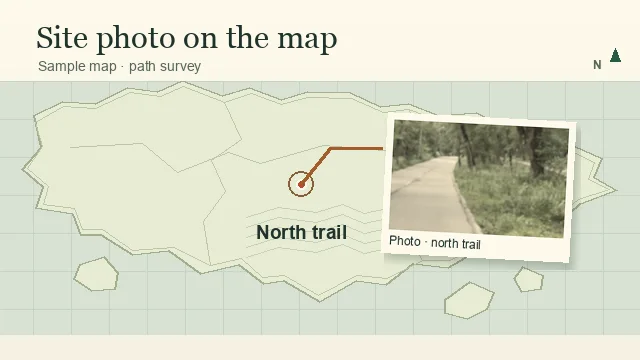 Site photo on the map
Sample map · path survey
N
North trail
Photo · north trail